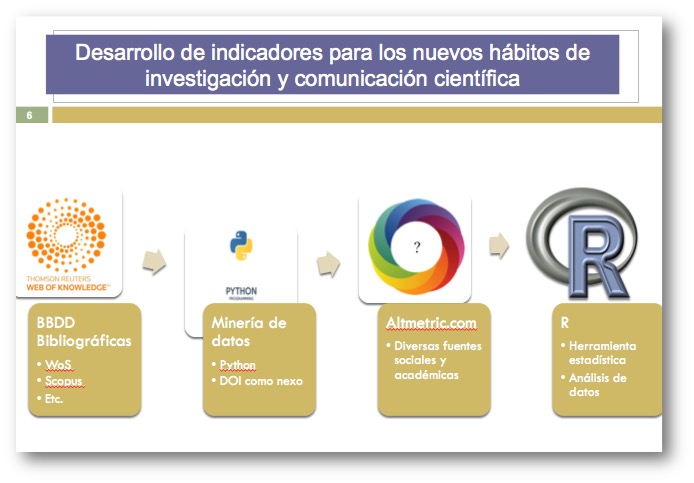 Desarrollo de indicadores para los nuevos hábitos de
investigación y comunicación científica
6
THOMSON REUTERS
WEB OF KNOWLEDGE™
PYTHON
PROGRAMMING
?
R
BBDD
Bibliográficas
• WoS
• Scopus
• Etc.
Minería de
datos
• Python
• DOI como nexo
Altmetric.com
• Diversas fuentes
sociales y
académicas
R
• Herramienta
estadística
• Análisis de
datos